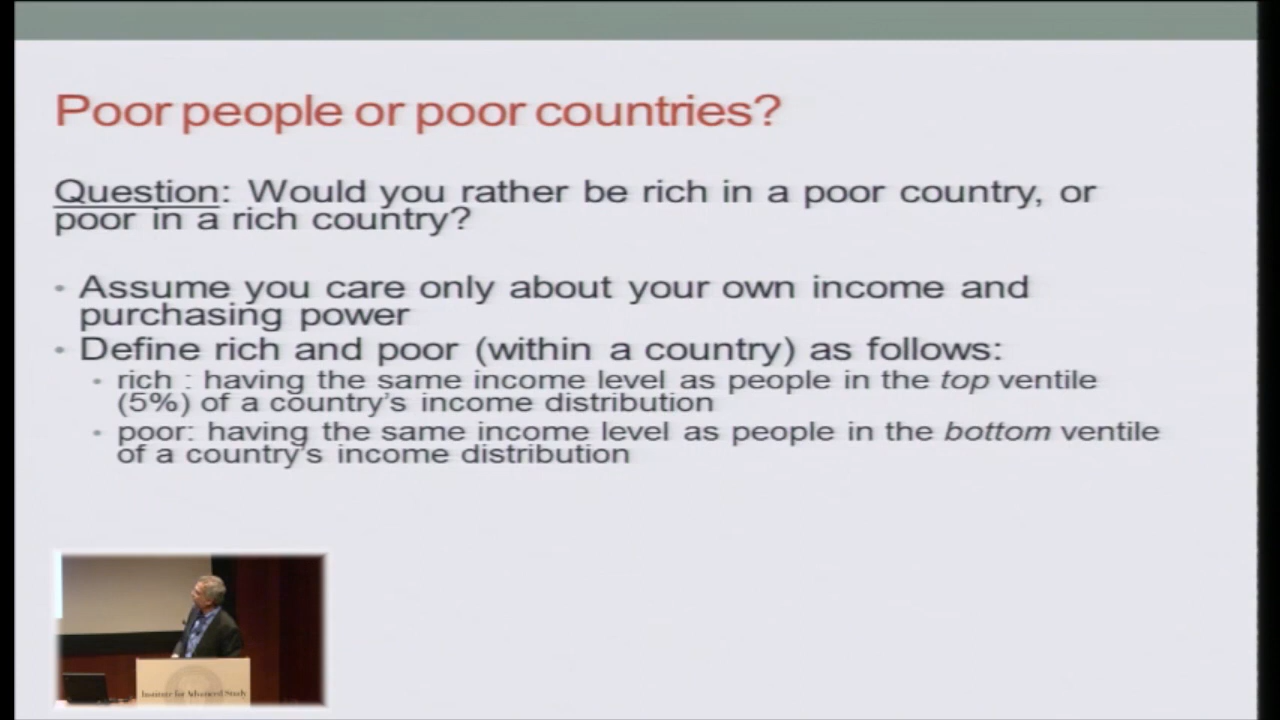 Poor people or poor countries?
Question: Would you rather be rich in a poor country, or
poor in a rich country?
• Assume you care only about your own income and
purchasing power
• Define rich and poor (within a country) as follows:
• rich : having the same income level as people in the top ventile
(5%) of a country’s income distribution
• poor: having the same income level as people in the bottom ventile
of a country’s income distribution
Institute for Advanced Study